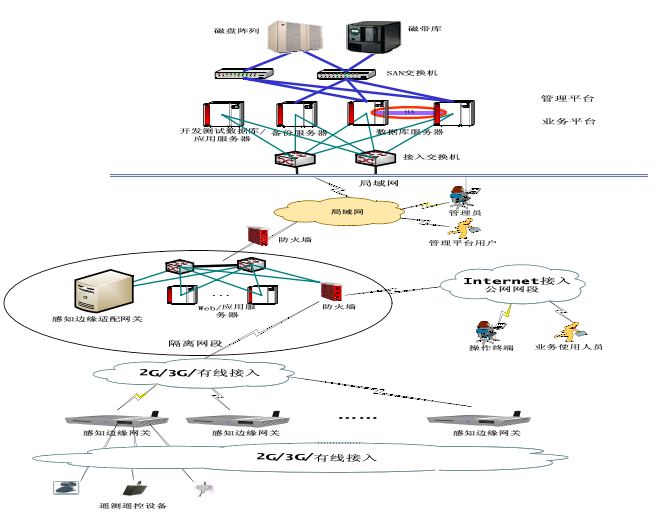 磁盘阵列
磁带库
SAN交换机
管理平台
业务平台
HA
开发测试数据库/
应用服务器
备份服务器
数据库服务器
接入交换机
局域网
局域网
管理员
管理平台用户
防火墙
感知边缘适配网关
Web/应用服
务器
防火墙
隔离网段
Internet接入
公网网段
操作终端
业务使用人员
2G/3G/有线接入
感知边缘网关
感知边缘网关
......
感知边缘网关
2G/3G/有线接入
遥测遥控设备